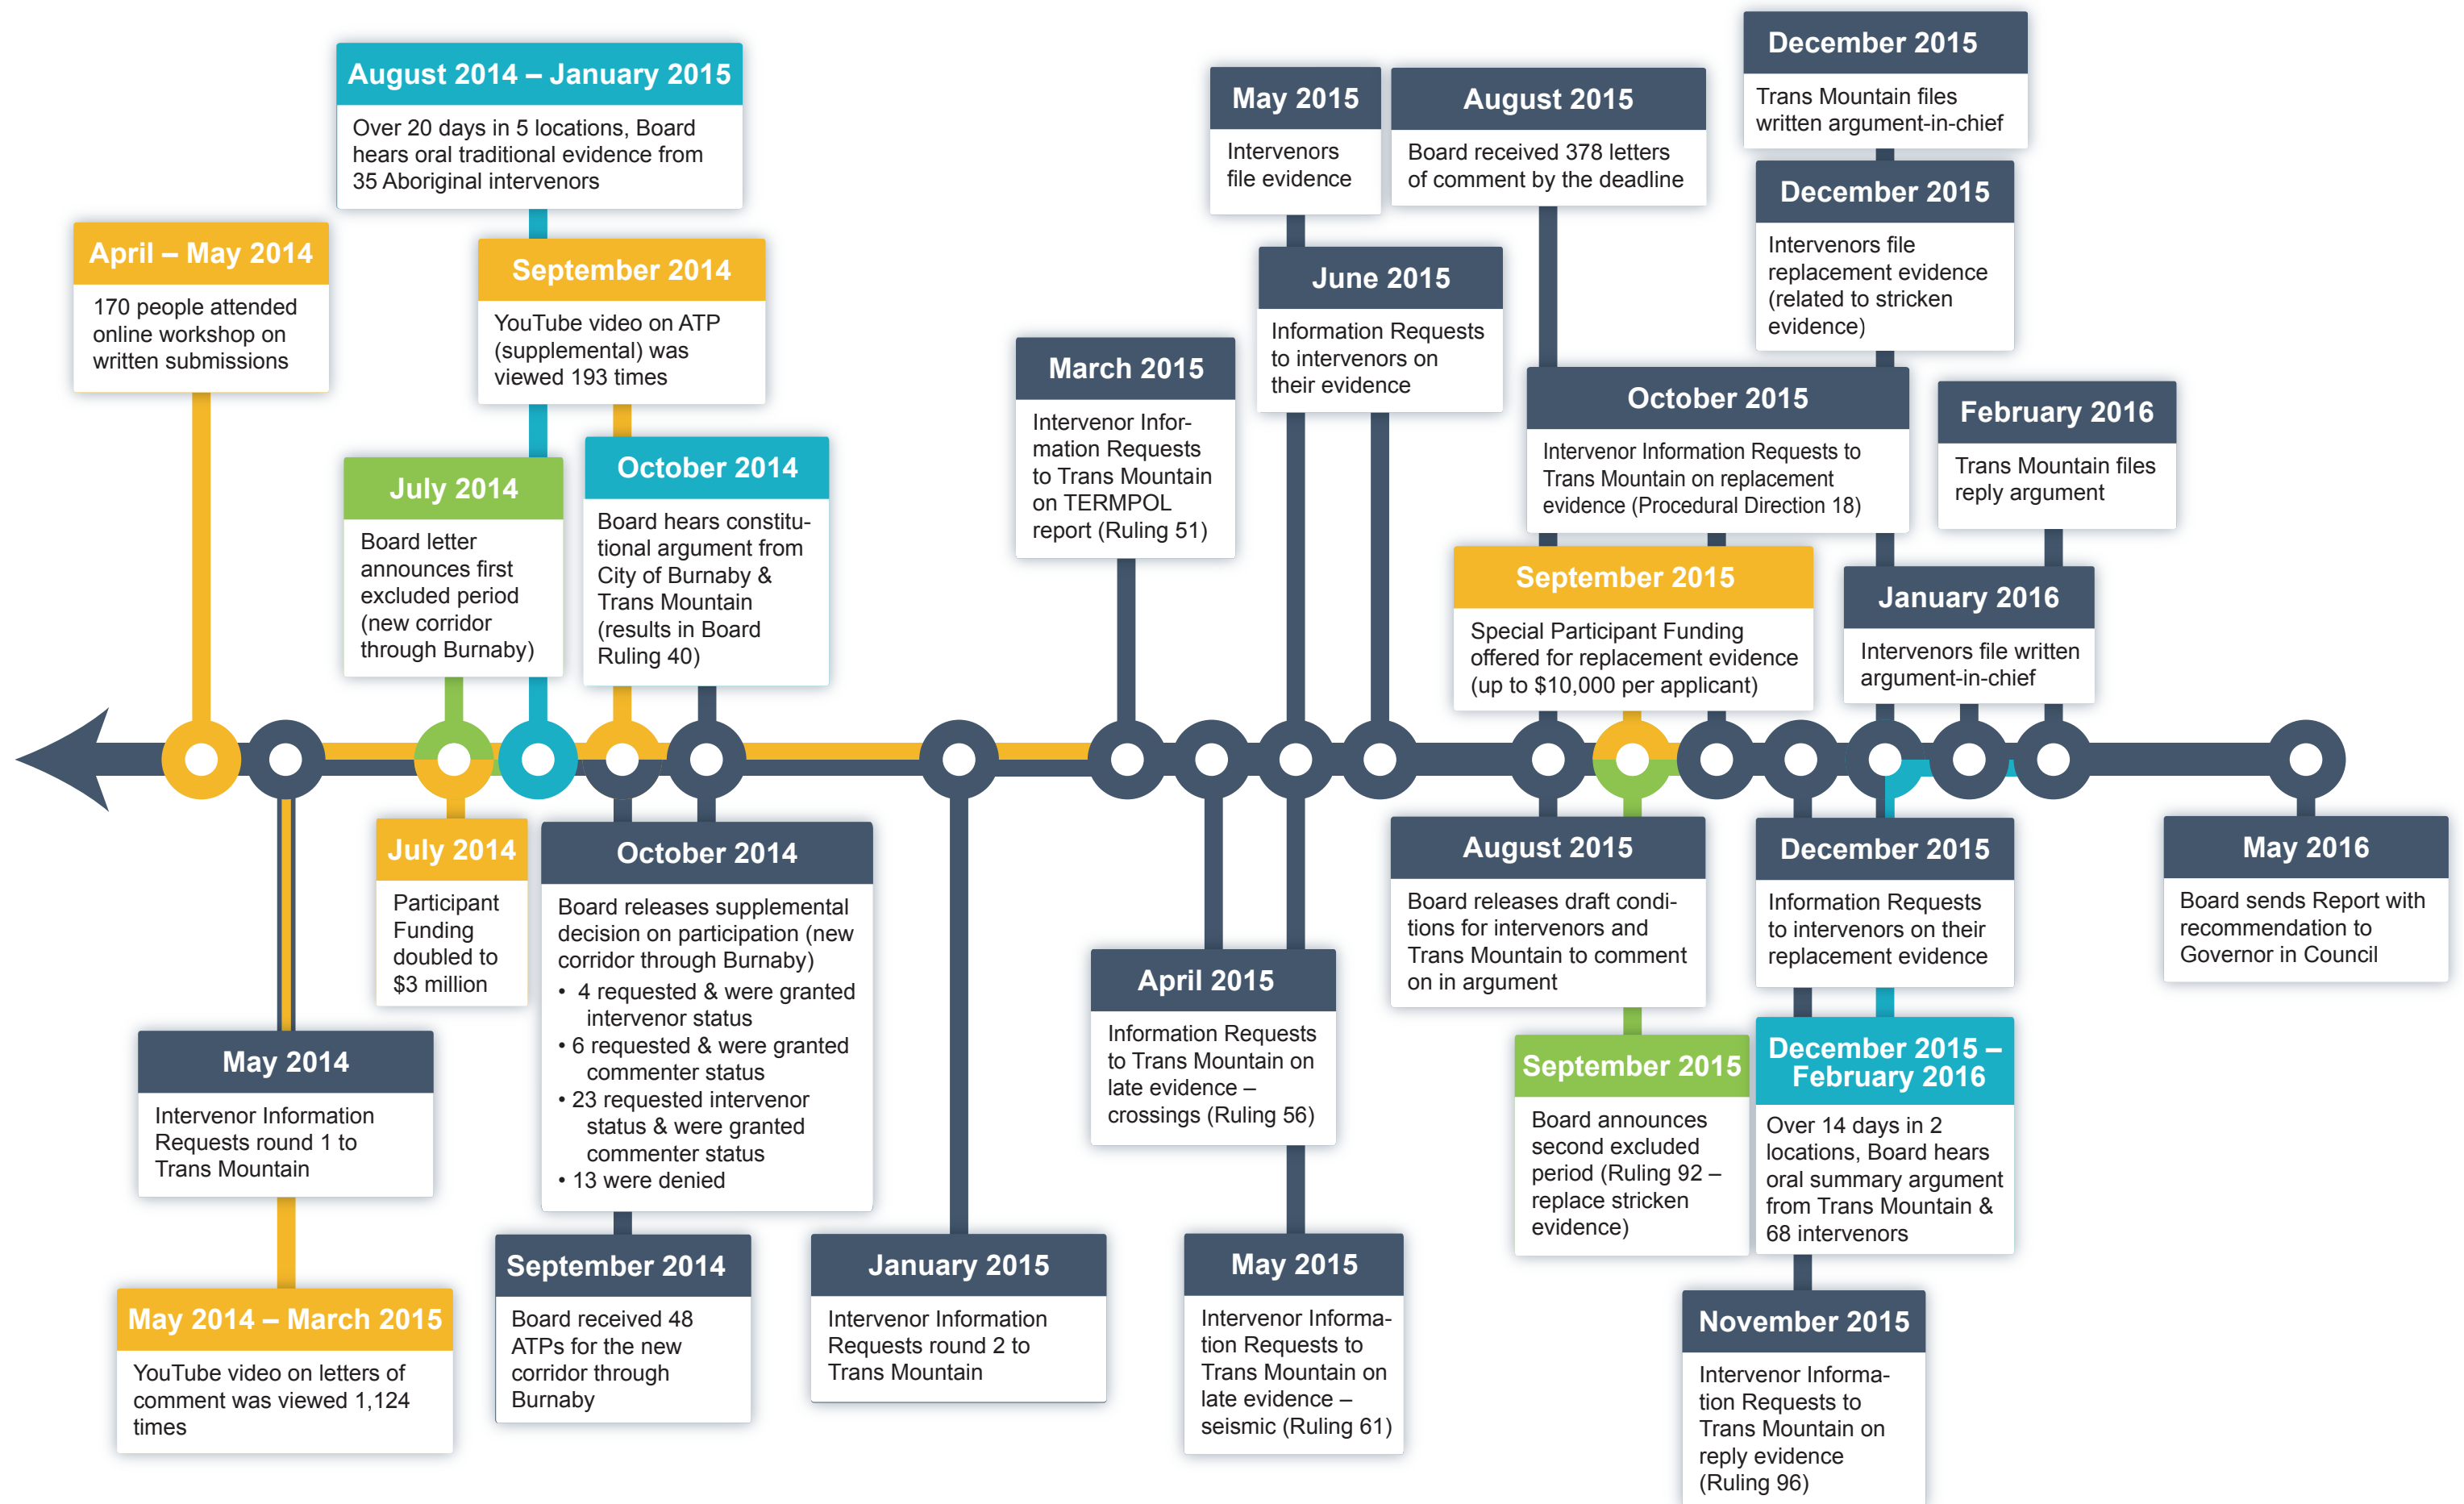 August 2014 – January 2015
Over 20 days in 5 locations, Board
hears oral traditional evidence from
35 Aboriginal intervenors
April – May 2014
170 people attended
online workshop on
written submissions
September 2014
YouTube video on ATP
(supplemental) was
viewed 193 times
July 2014
Board letter
announces first
excluded period
(new corridor
through Burnaby)
October 2014
Board hears constitu-
tional argument from
City of Burnaby &
Trans Mountain
(results in Board
Ruling 40)
March 2015
Intervenor Infor-
mation Requests
to Trans Mountain
on TERMPOL
report (Ruling 51)
May 2015
Intervenors
file evidence
June 2015
Information Requests
to intervenors on
their evidence
August 2015
Board received 378 letters
of comment by the deadline
December 2015
Trans Mountain files
written argument-in-chief
December 2015
Intervenors file
replacement evidence
(related to stricken
evidence)
October 2015
Intervenor Information Requests to
Trans Mountain on replacement
evidence (Procedural Direction 18)
February 2016
Trans Mountain files
reply argument
September 2015
Special Participant Funding
offered for replacement evidence
(up to $10,000 per applicant)
January 2016
Intervenors file written
argument-in-chief
May 2014
Intervenor Information
Requests round 1 to
Trans Mountain
May 2014 – March 2015
YouTube video on letters of
comment was viewed 1,124
times
July 2014
Participant
Funding
doubled to
$3 million
October 2014
Board releases supplemental
decision on participation (new
corridor through Burnaby)
• 4 requested & were granted
intervenor status
• 6 requested & were granted
commenter status
• 23 requested intervenor
status & were granted
commenter status
• 13 were denied
September 2014
Board received 48
ATPs for the new
corridor through
Burnaby
January 2015
Intervenor Information
Requests round 2 to
Trans Mountain
April 2015
Information Requests
to Trans Mountain on
late evidence –
crossings (Ruling 56)
May 2015
Intervenor Informa-
tion Requests to
Trans Mountain on
late evidence –
seismic (Ruling 61)
August 2015
Board releases draft condi-
tions for intervenors and
Trans Mountain to comment
on in argument
September 2015
Board announces
second excluded
period (Ruling 92 –
replace stricken
evidence)
December 2015
Information Requests
to intervenors on their
replacement evidence
December 2015 –
February 2016
Over 14 days in 2
locations, Board hears
oral summary argument
from Trans Mountain &
68 intervenors
November 2015
Intervenor Informa-
tion Requests to
Trans Mountain on
reply evidence
(Ruling 96)
May 2016
Board sends Report with
recommendation to
Governor in Council